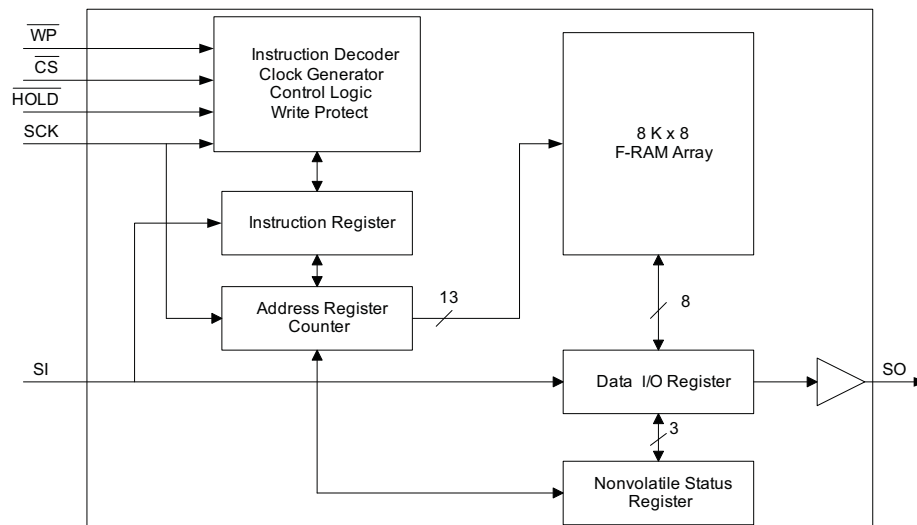 WP
CS
HOLD
SCK
Instruction Decoder
Clock Generator
Control Logic
Write Protect
8 K x 8
F-RAM Array
Instruction Register
Address Register
Counter
13
8
SI
Data I/O Register
SO
3
Nonvolatile Status
Register